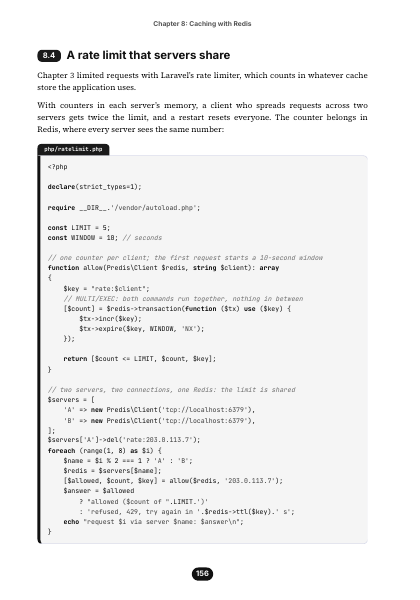 Chapter 8: Caching with Redis
8.4 A rate limit that servers share
Chapter 3 limited requests with Laravel's rate limiter, which counts in whatever cache
store the application uses.
With counters in each server's memory, a client who spreads requests across two
servers gets twice the limit, and a restart resets everyone. The counter belongs in
Redis, where every server sees the same number:
php/ratelimit.php
<?php
declare(strict_types=1);
require __DIR__.'/vendor/autoload.php';
const LIMIT = 5;
const WINDOW = 10; // seconds
// one counter per client; the first request starts a 10-second window
function allow(Predis\Client $redis, string $client): array
{
    $key = "rate:$client";
    // MULTI/EXEC: both commands run together, nothing in between
    [$count] = $redis->transaction(function ($tx) use ($key) {
        $tx->incr($key);
        $tx->expire($key, WINDOW, 'NX');
    });
    return [$count <= LIMIT, $count, $key];
}
// two servers, two connections, one Redis: the limit is shared
$servers = [
    'A' => new Predis\Client('tcp://localhost:6379'),
    'B' => new Predis\Client('tcp://localhost:6379'),
];
$servers['A']->del('rate:203.0.113.7');
foreach (range(1, 8) as $i) {
    $name = $i % 2 === 1 ? 'A' : 'B';
    $redis = $servers[$name];
    [$allowed, $count, $key] = allow($redis, '203.0.113.7');
    $answer = $allowed
        ? "allowed ($count of ".LIMIT.')'
        : 'refused, 429, try again in '.$redis->ttl($key).' s';
    echo "request $i via server $name: $answer\n";
}
156